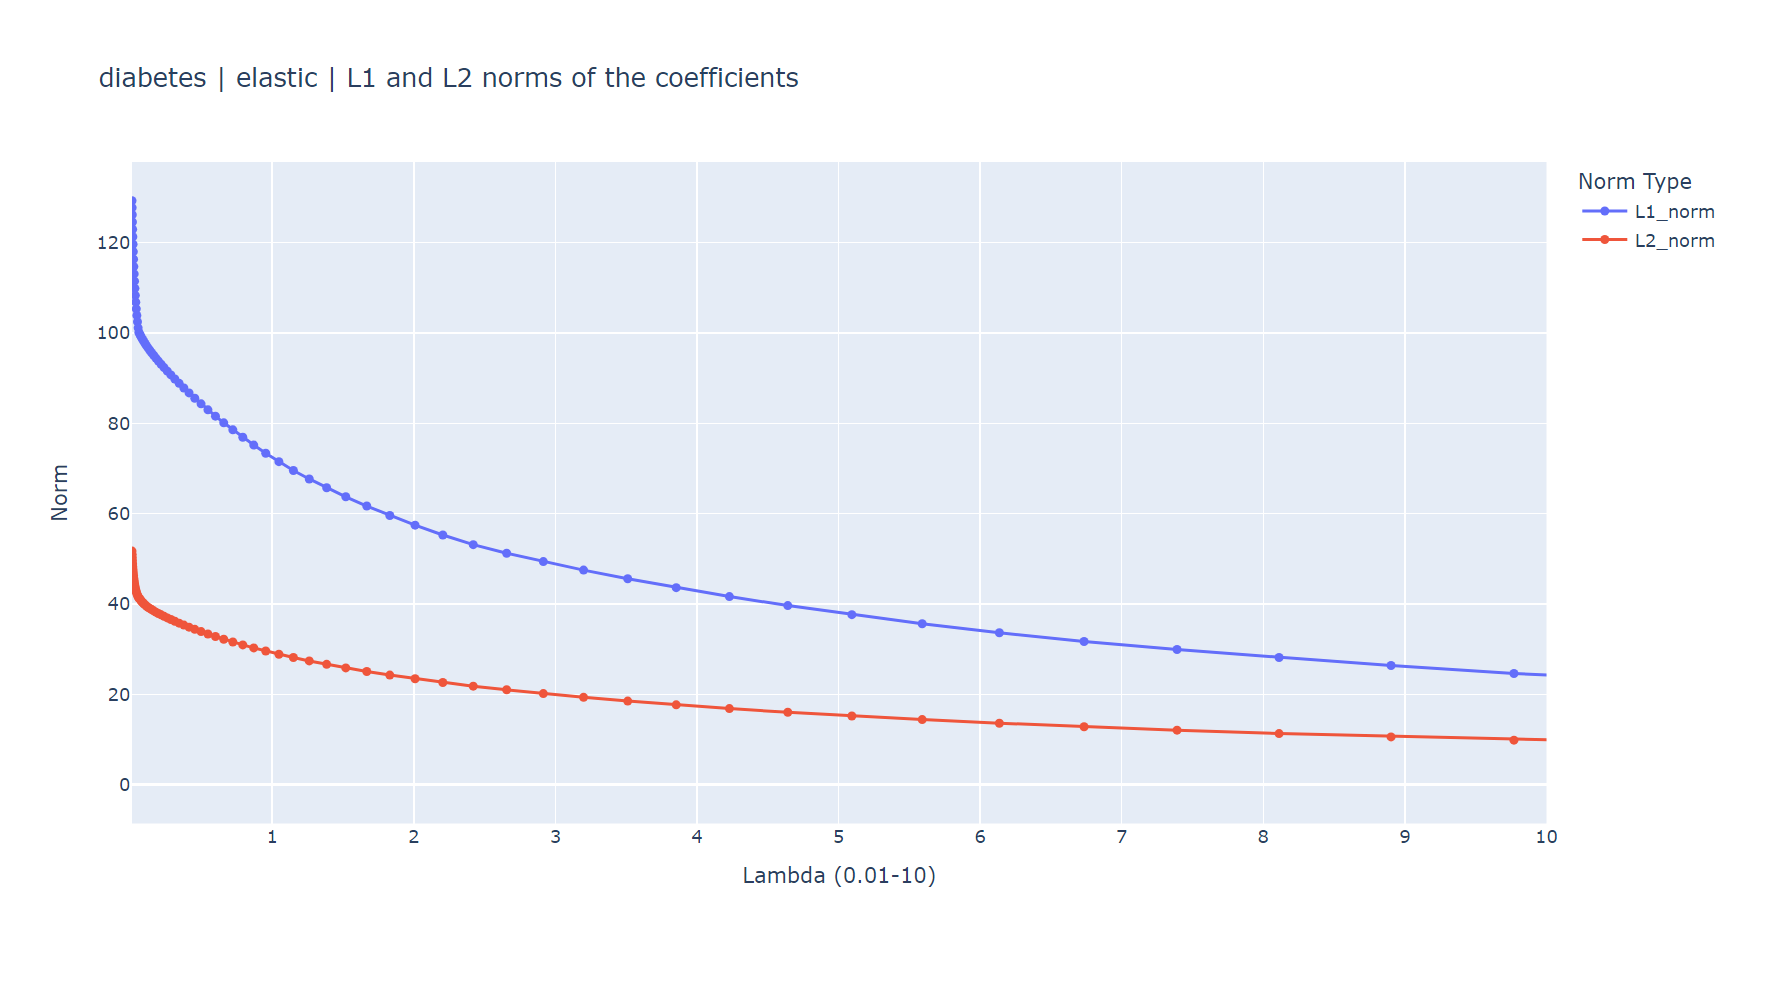 diabetes | elastic | L1 and L2 norms of the coefficients
Norm Type
L1_norm
L2_norm
120
100
80
60
40
20
0
Norm
1 2 3 4 5 6 7 8 9 10
Lambda (0.01-10)